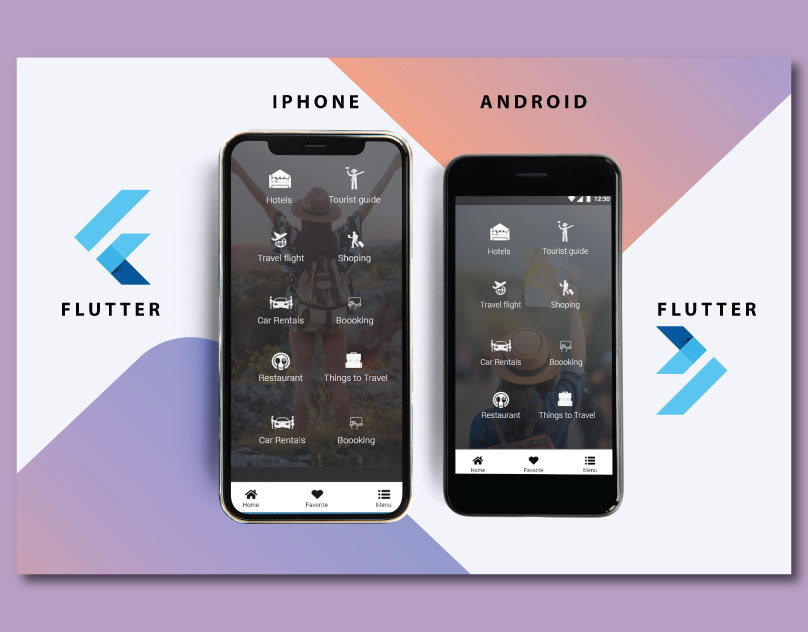 IPHONE
ANDROID
FLUTTER
FLUTTER
Hotels Tourist guide
Travel flight Shoping
Car Rentals Boooking
Restaurant Things to Travel
Car Rentals Boooking
Home Favorite Menu
12:30
Hotels Tourist guide
Travel flight Shoping
Car Rentals Boooking
Restaurant Things to Travel
Home Favorite Menu